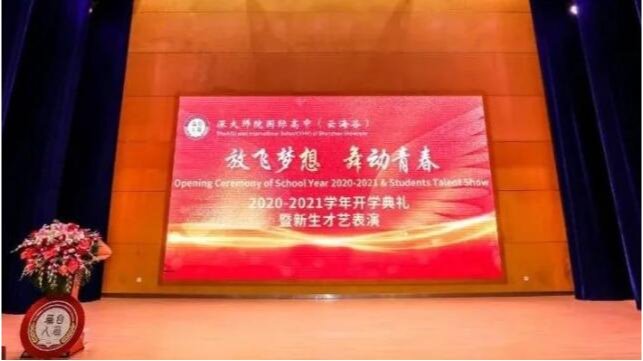 深大师院国际高中（云海谷）
放飞梦想 舞动青春
Opening Ceremony of School Year 2020-2021 & Students Talent Show
2020-2021学年开学典礼
暨新生才艺表演